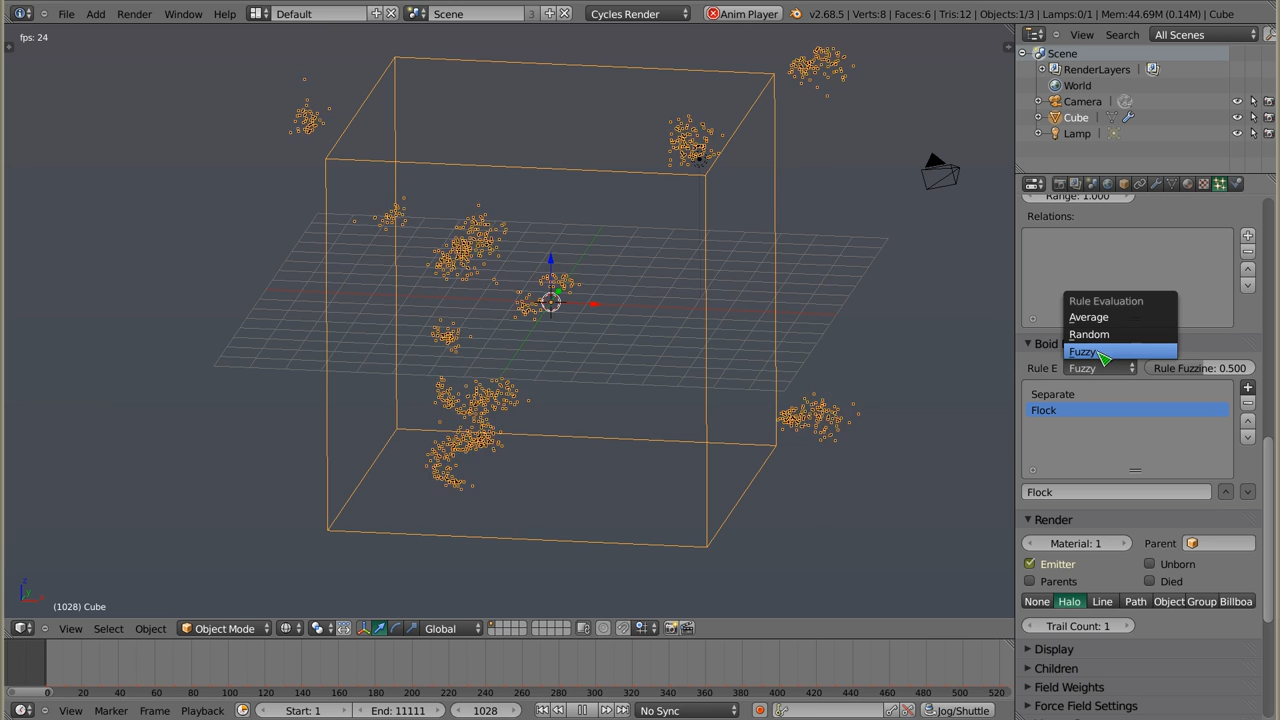 File Add Render Window Help Default Scene 3 Cycles Render Anim Player v2.68.5 | Verts:8 | Faces:6 | Tris:12 | Objects:1/3 | Lamps:0/1 | Mem:44.69M (0.14M) | Cube
fps: 24
View Search All Scenes
Scene
RenderLayers
World
Camera
Cube
Lamp
Range: 1.000
Relations:
Rule Evaluation
Average
Random
Fuzzy
Boid
Rule E Fuzzy Rule Fuzzine: 0.500
Separate
Flock
Flock
Render
Material: 1 Parent
Emitter Unborn
Parents Died
None Halo Line Path Object Group Billboa
Trail Count: 1
Display
Children
Field Weights
Force Field Settings
z
y
(1028) Cube
View Select Object Object Mode Global
0 20 40 60 80 100 120 140 160 180 200 220 240 260 280 300 320 340 360 380 400 420 440 460 480 500 520
View Marker Frame Playback Start: 1 End: 11111 1028 No Sync Jog/Shuttle